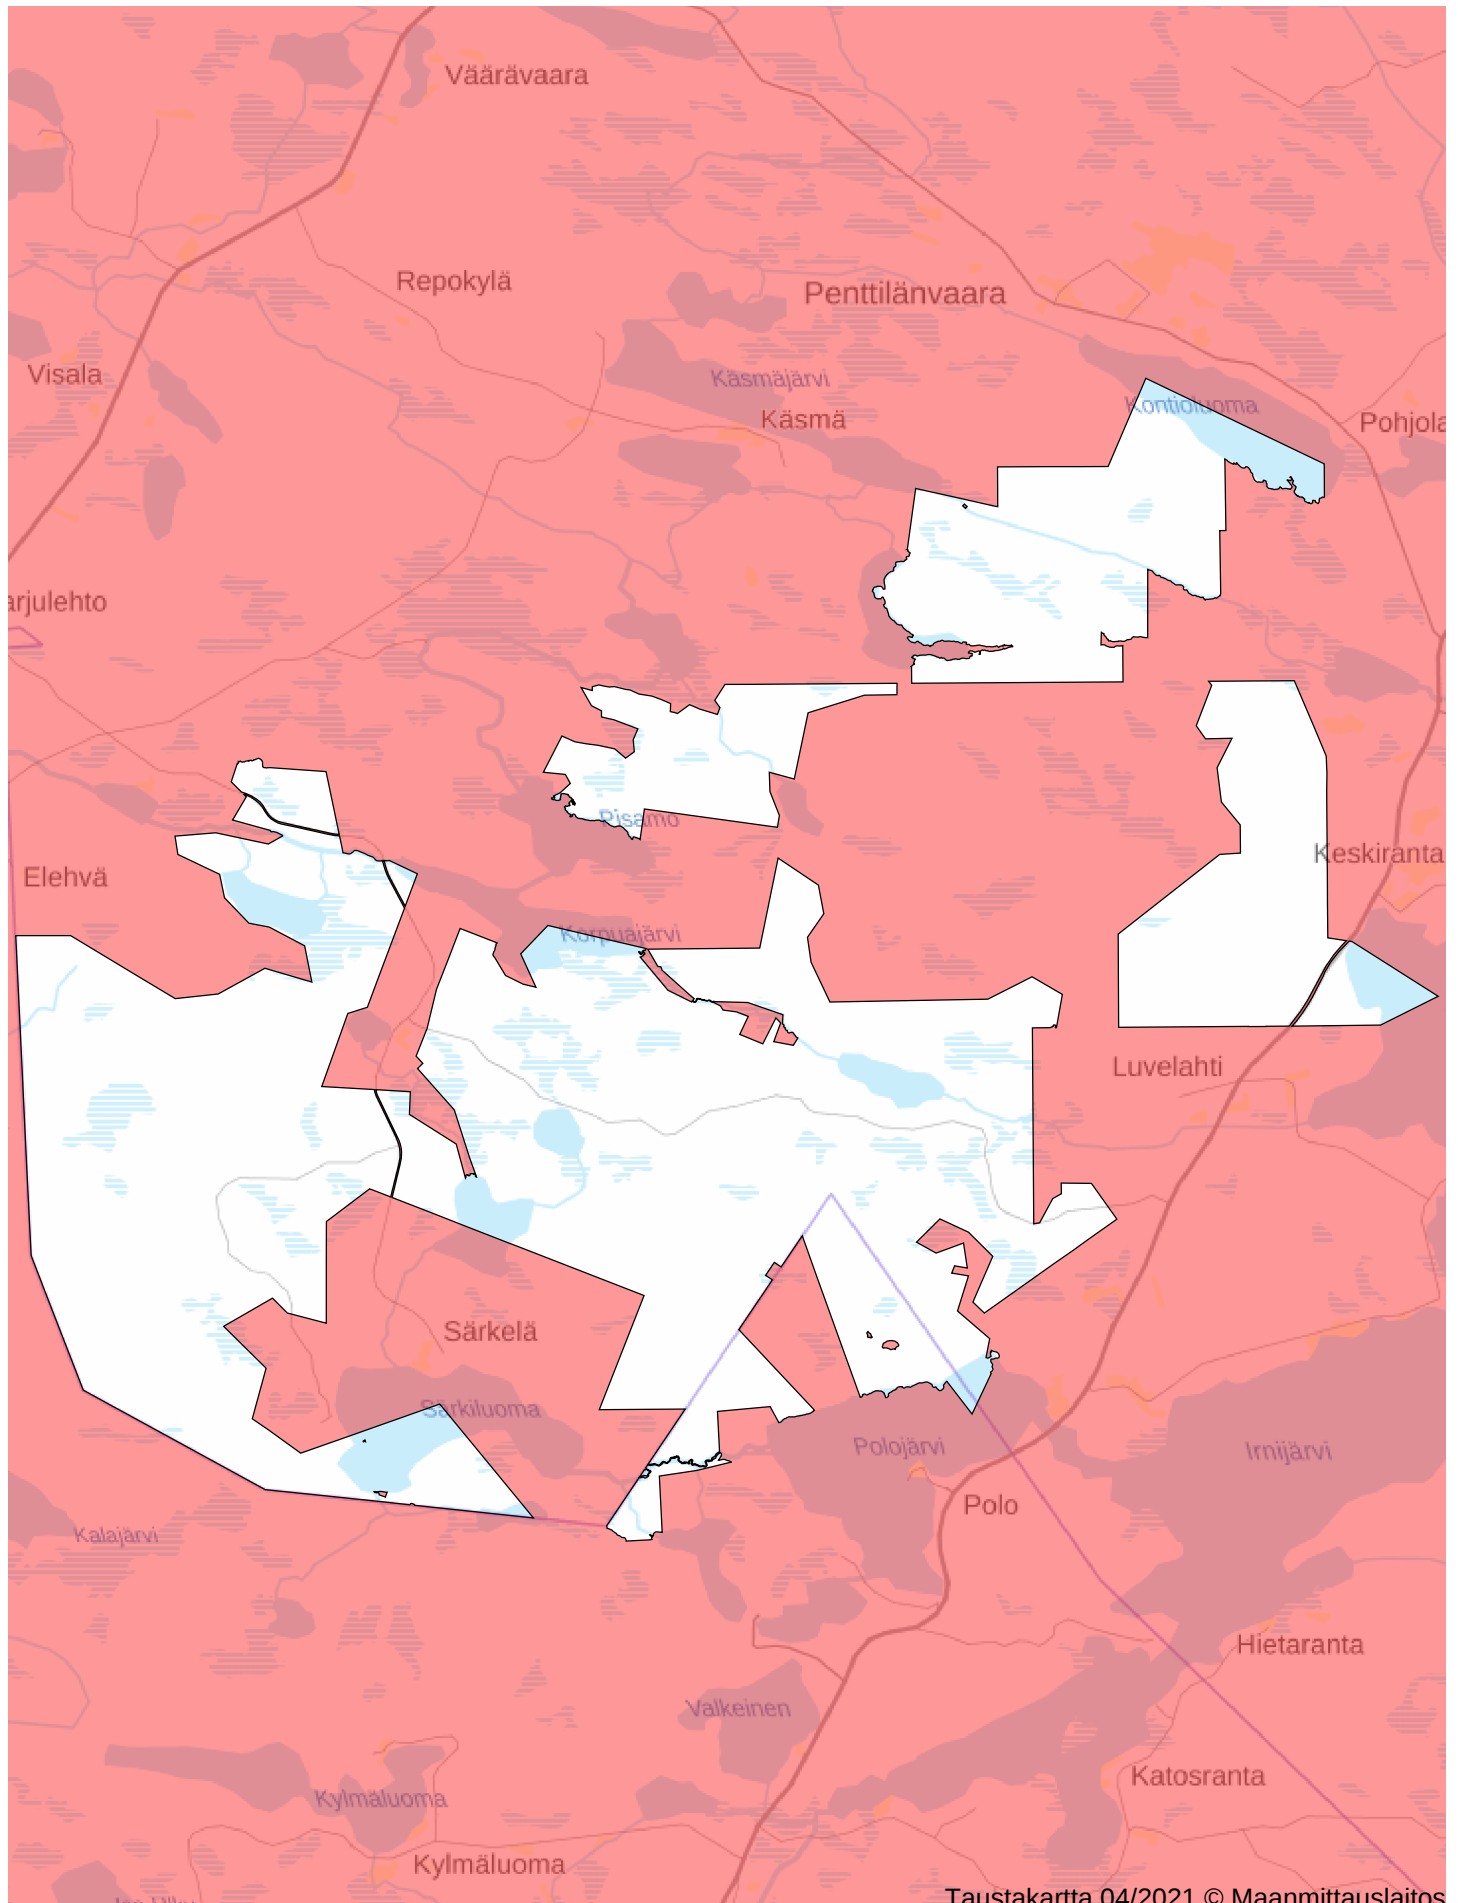 Väärävaara
Repokylä
Penttilänvaara
Visala
Käsmäjärvi
Käsmä
Kontioluoma
Pohjola
arjulehto
Pisamo
Elehvä
Keskiranta
Korpuajärvi
Luvelahti
Särkelä
Särkiluoma
Polojärvi
Irnijärvi
Polo
Kalajärvi
Hietaranta
Valkeinen
Katosranta
Kylmäluoma
Kylmäluoma
Taustakartta 04/2021 © Maanmittauslaitos